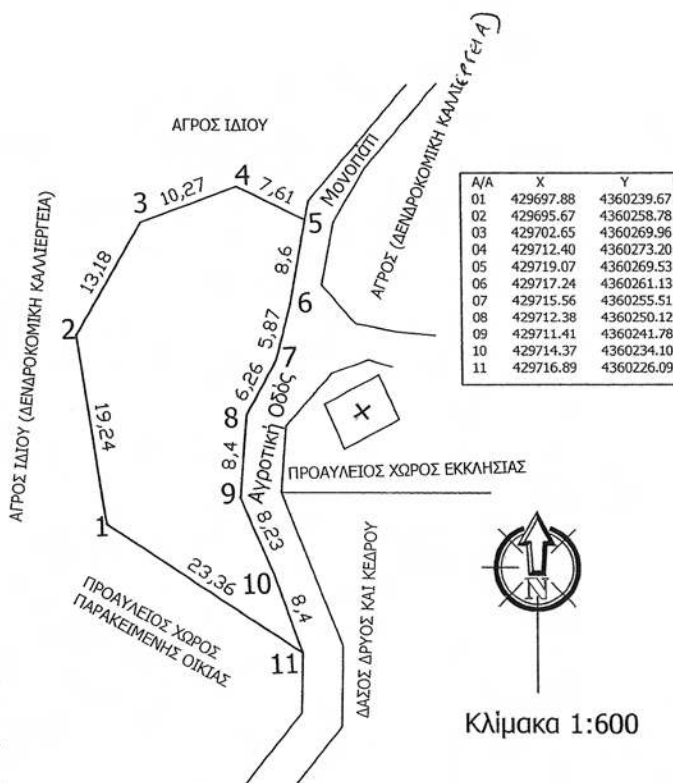 ΑΓΡΟΣ ΙΔΙΟΥ
ΑΓΡΟΣ (ΔΕΝΔΡΟΚΟΜΙΚΗ ΚΑΛΛΙΕΡΓΕΙΑ)
Μονοπάτι
ΑΓΡΟΣ ΙΔΙΟΥ (ΔΕΝΔΡΟΚΟΜΙΚΗ ΚΑΛΛΙΕΡΓΕΙΑ)
3
10,27
4
7,61
5
13,18
8,6
6
2
5,87
7
6,26
8
Αγροτική Οδός
19,24
8,4
9
ΠΡΟΑΥΛΕΙΟΣ ΧΩΡΟΣ ΕΚΚΛΗΣΙΑΣ
1
8,23
23,36
10
8,4
11
ΠΡΟΑΥΛΕΙΟΣ ΧΩΡΟΣ
ΠΑΡΑΚΕΙΜΕΝΗΣ ΟΙΚΙΑΣ
ΔΑΣΟΣ ΔΡΥΟΣ ΚΑΙ ΚΕΔΡΟΥ
A/A X Y
01 429697.88 4360239.67
02 429695.67 4360258.78
03 429702.65 4360269.96
04 429712.40 4360273.20
05 429719.07 4360269.53
06 429717.24 4360261.13
07 429715.56 4360255.51
08 429712.38 4360250.12
09 429711.41 4360241.78
10 429714.37 4360234.10
11 429716.89 4360226.09
N
Κλίμακα 1:600